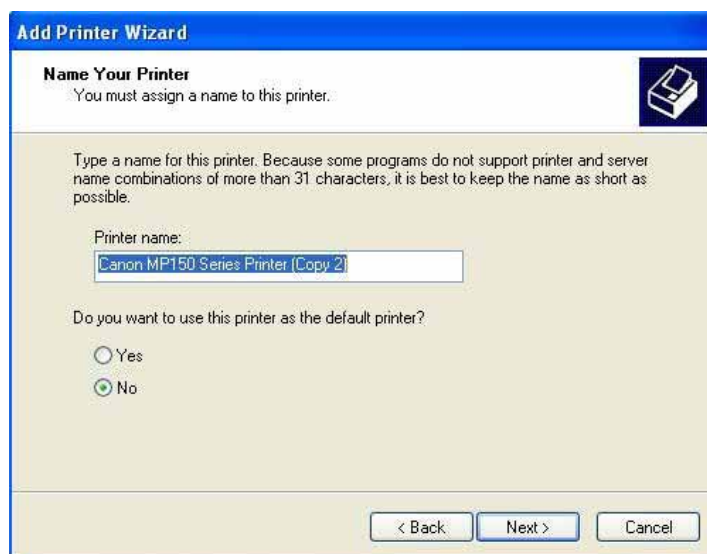 Add Printer Wizard
Name Your Printer
You must assign a name to this printer.
Type a name for this printer. Because some programs do not support printer and server
name combinations of more than 31 characters, it is best to keep the name as short as
possible.
Printer name:
Canon MP150 Series Printer (Copy 2)
Do you want to use this printer as the default printer?
Yes
No
< Back
Next >
Cancel